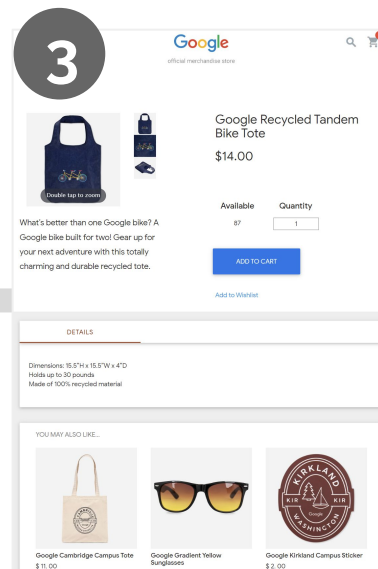 3
Google
official merchandise store
Double tap to zoom
What's better than one Google bike? A
Google bike built for two! Gear up for
your next adventure with this totally
charming and durable recycled tote.
Google Recycled Tandem
Bike Tote
$14.00
Available Quantity
87 1
ADD TO CART
Add to Wishlist
DETAILS
Dimensions: 15.5"H x 15.5"W x 4"D
Holds up to 30 pounds
Made of 100% recycled material
YOU MAY ALSO LIKE...
KIRKLAND
KIR KIR
Google
WASHINGTON
Google Cambridge Campus Tote
$ 11. 00
Google Gradient Yellow
Sunglasses
Google Kirkland Campus Sticker
$ 2. 00